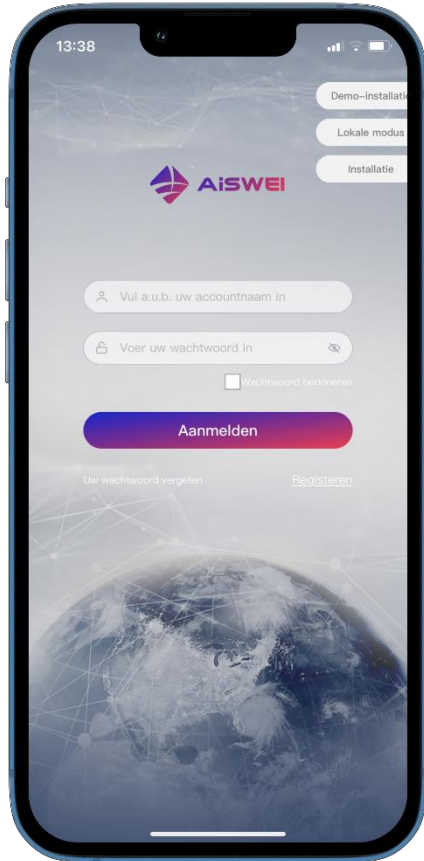 13:38
Demo-installatie
Lokale modus
Installatie
AiSWEI
Vul a.u.b. uw accountnaam in
Voer uw wachtwoord in
Wachtwoord herinneren
Aanmelden
Uw wachtwoord vergeten
Registeren